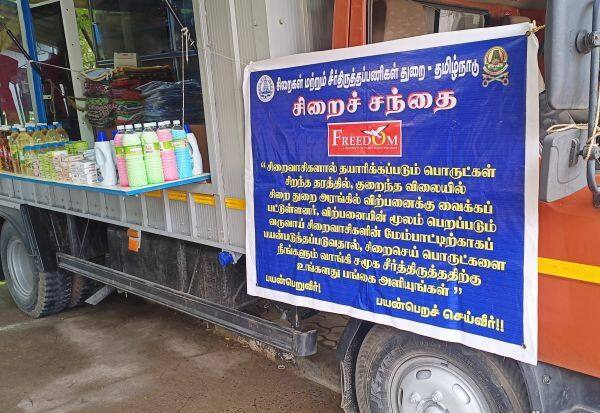 சிறைகள் மற்றும் சீர்திருத்தப்பணிகள் துறை - தமிழ்நாடு
சிறைச் சந்தை
FREEDOM
“ சிறைவாசிகளால் தயாரிக்கப்படும் பொருட்கள்
சிறந்த தரத்தில், குறைந்த விலையில்
சிறை துறை அரங்கில் விற்பனைக்கு வைக்கப்
பட்டுள்ளனர், விற்பனையின் மூலம் பெறப்படும்
வருவாய் சிறைவாசிகளின் மேம்பாட்டிற்காகப்
பயன்படுத்தப்படுவதால், சிறைசெய் பொருட்களை
நீங்களும் வாங்கி சமூக சீர்த்திருத்ததிற்கு
உங்களது பங்கை அளியுங்கள் ”
பயன்பெறுவீர்!
பயன்பெறச் செய்வீர்!!